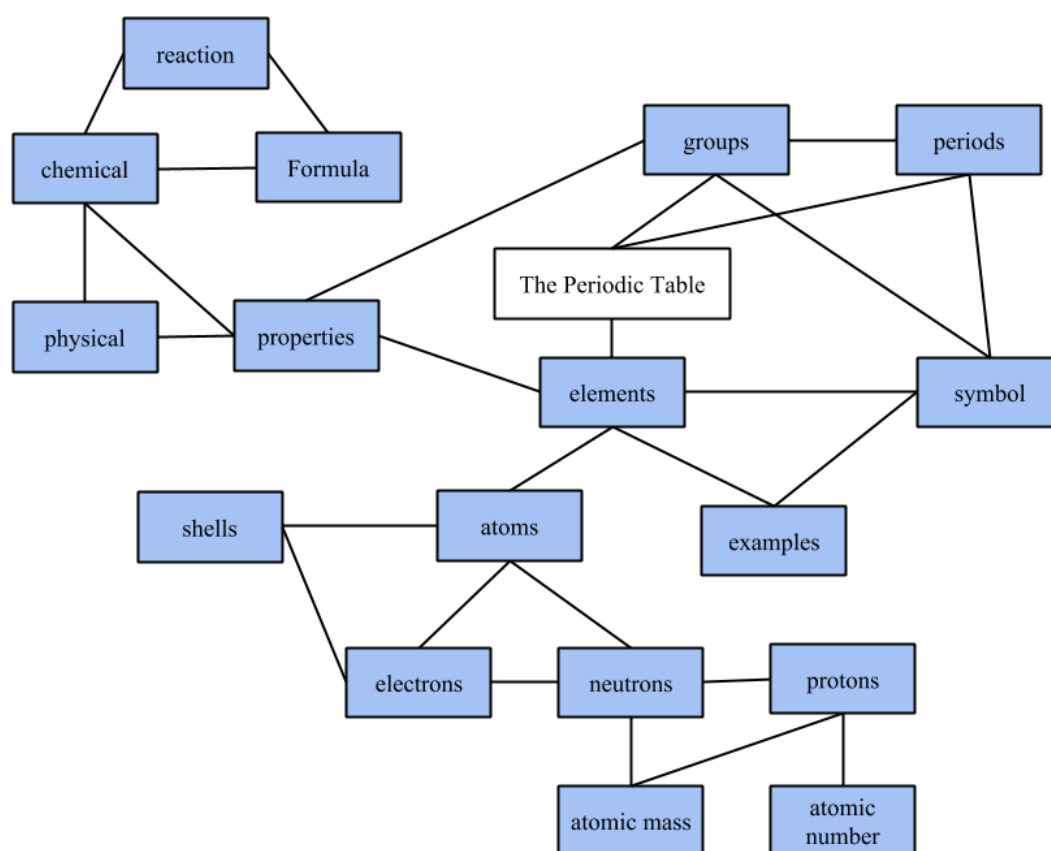 reaction
groups
periods
chemical
Formula
The Periodic Table
physical
properties
elements
symbol
shells
atoms
examples
electrons
neutrons
protons
atomic mass
atomic
number